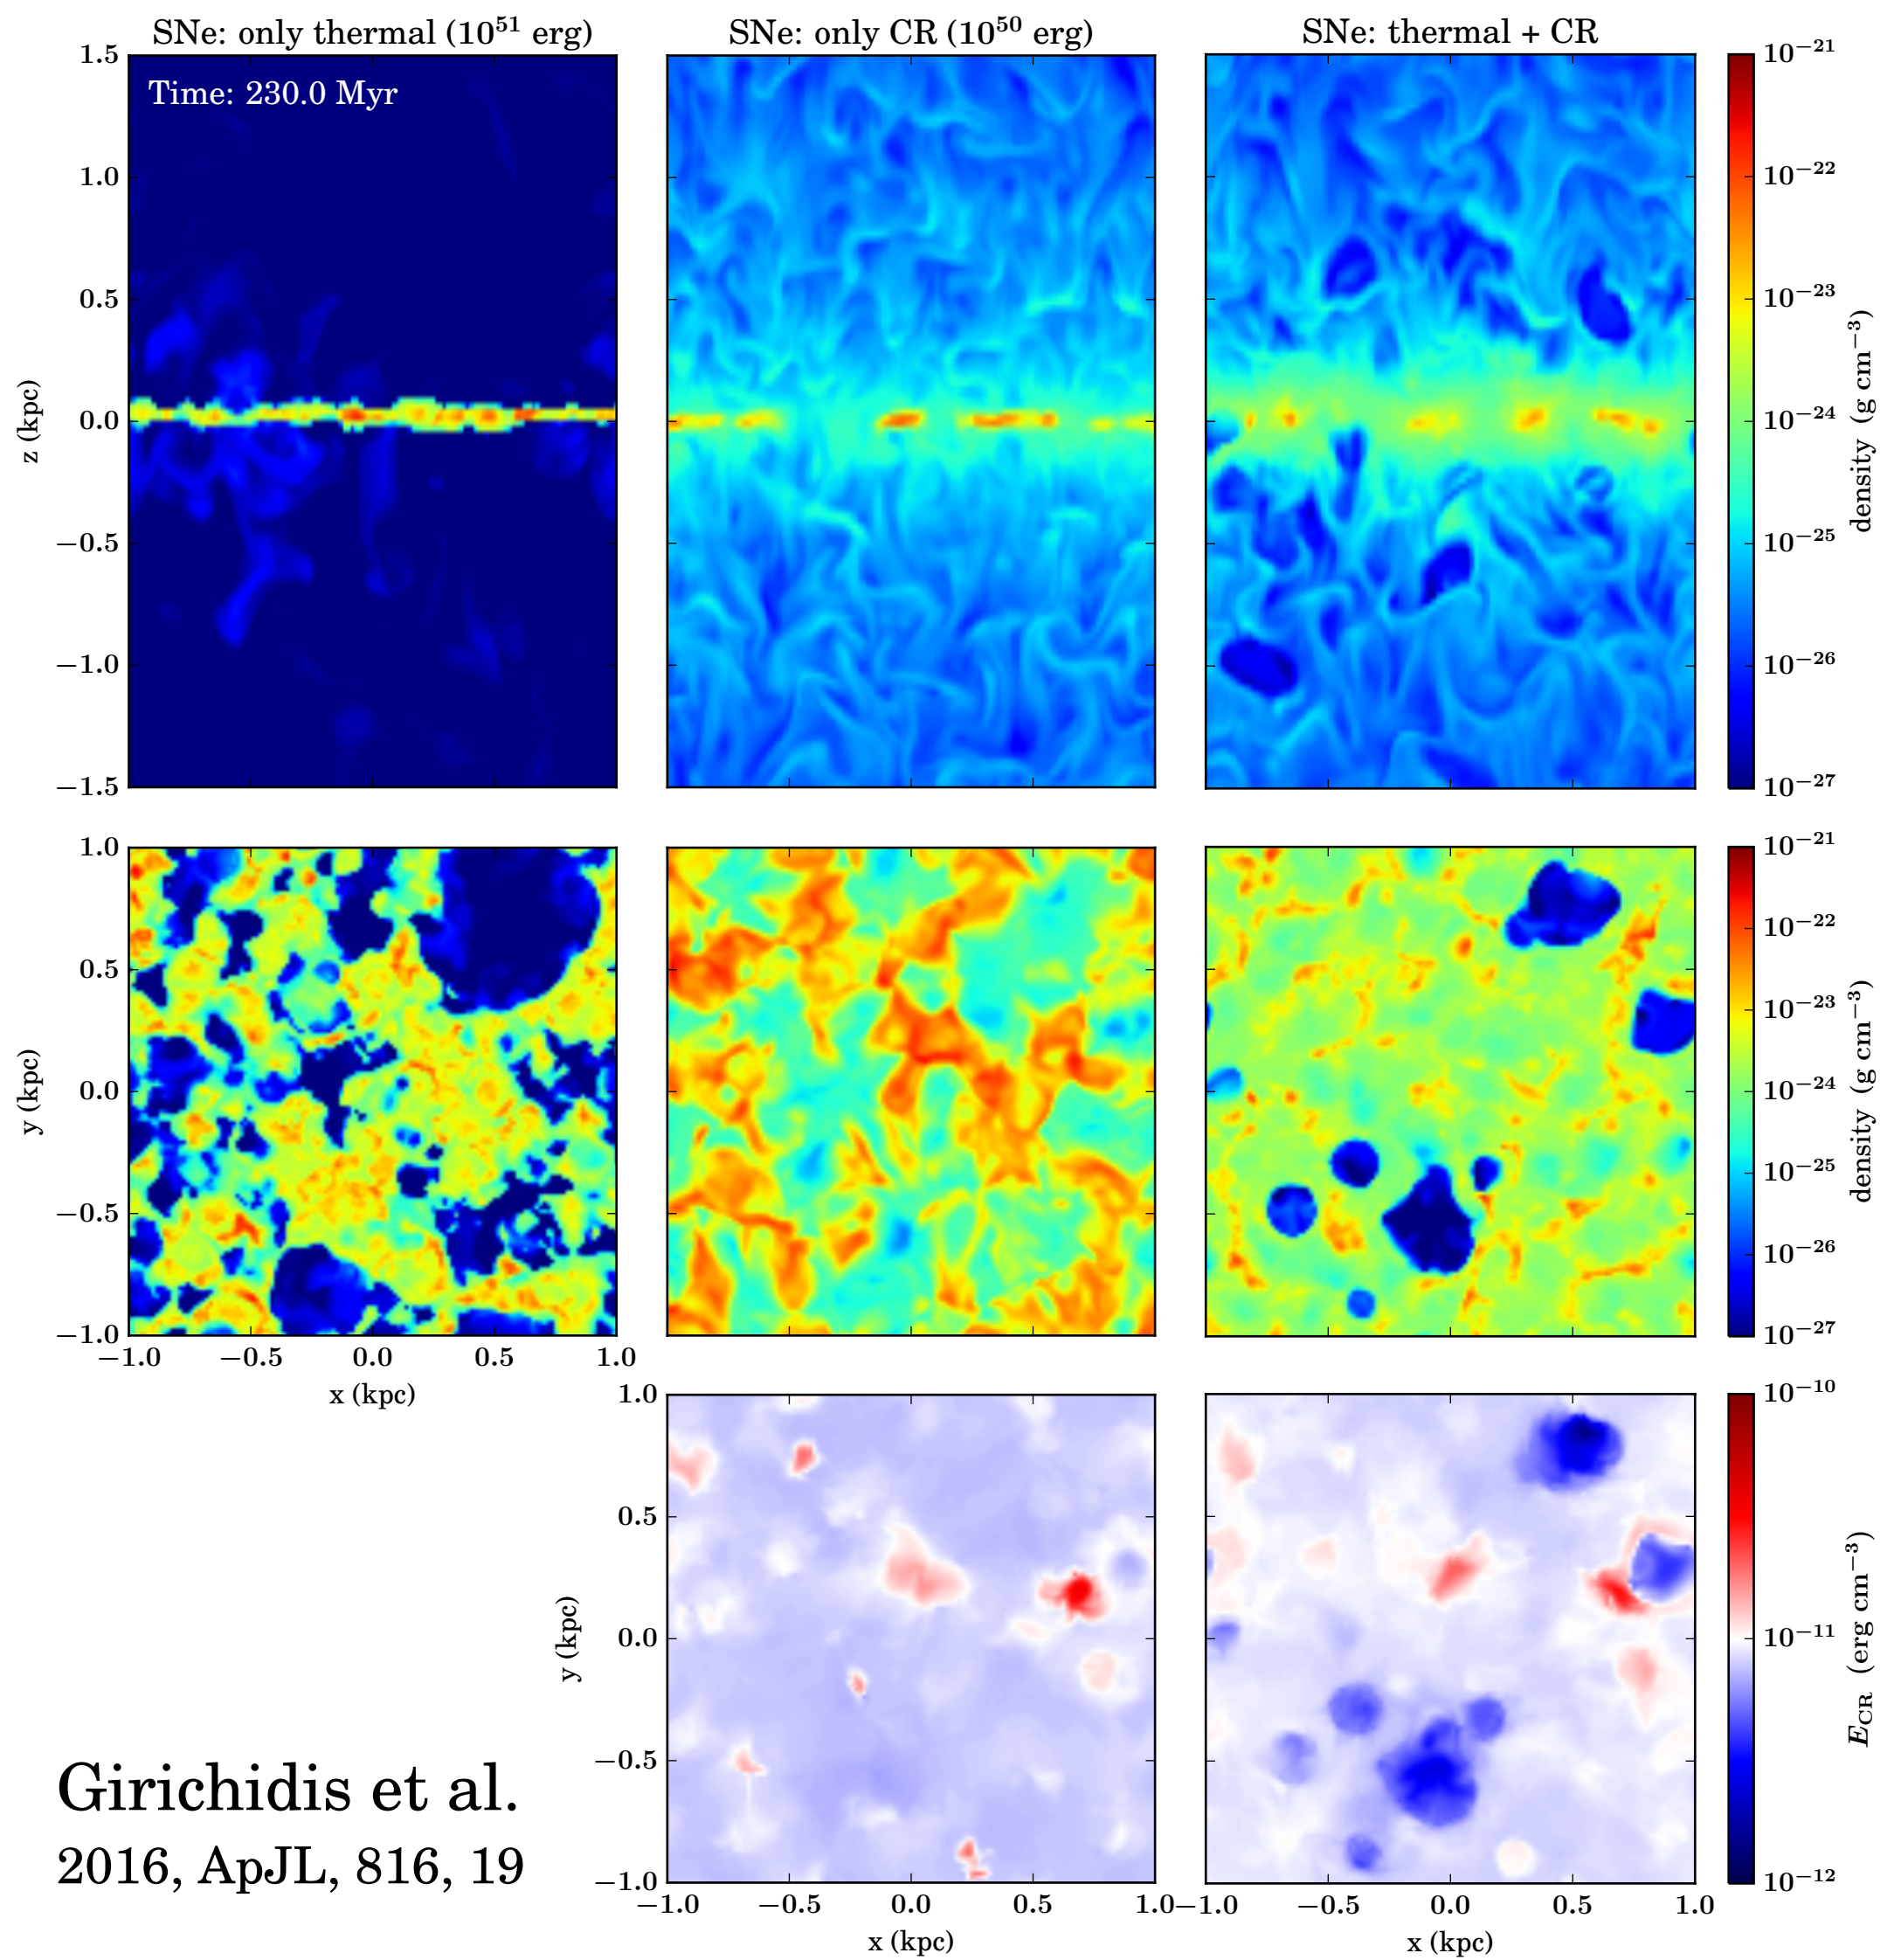 SNe: only thermal (10⁵¹ erg)
SNe: only CR (10⁵⁰ erg)
SNe: thermal + CR
Time: 230.0 Myr
1.5
1.0
0.5
0.0
−0.5
−1.0
−1.5
z (kpc)
10⁻²¹
10⁻²²
10⁻²³
10⁻²⁴
10⁻²⁵
10⁻²⁶
10⁻²⁷
density (g cm⁻³)
1.0
0.5
0.0
−0.5
−1.0
y (kpc)
−1.0 −0.5 0.0 0.5 1.0
x (kpc)
10⁻²¹
10⁻²²
10⁻²³
10⁻²⁴
10⁻²⁵
10⁻²⁶
10⁻²⁷
density (g cm⁻³)
1.0
0.5
0.0
−0.5
−1.0
y (kpc)
−1.0 −0.5 0.0 0.5 1.0
x (kpc)
−1.0 −0.5 0.0 0.5 1.0
x (kpc)
10⁻¹⁰
10⁻¹¹
10⁻¹²
E_CR (erg cm⁻³)
Girichidis et al.
2016, ApJL, 816, 19